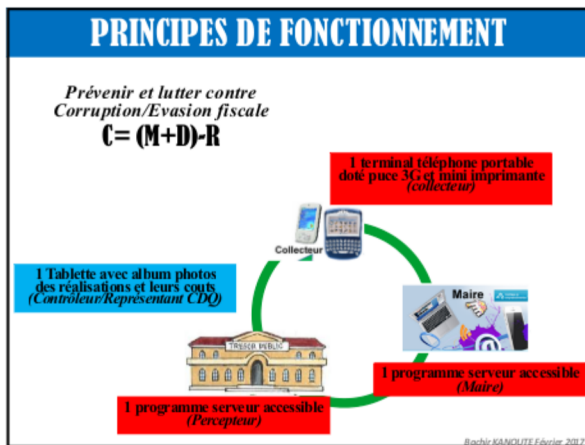 PRINCIPES DE FONCTIONNEMENT
Prévenir et lutter contre
Corruption/Evasion fiscale
C= (M+D)-R
1 terminal téléphone portable
doté puce 3G et mini imprimante
(collecteur)
Collecteur
1 Tablette avec album photos
des réalisations et leurs couts
(Contrôleur/Représentant CDQ)
Maire
TRESOR PUBLIC
1 programme serveur accessible
(Maire)
1 programme serveur accessible
(Percepteur)
Bachir KANOUTE Février 2017